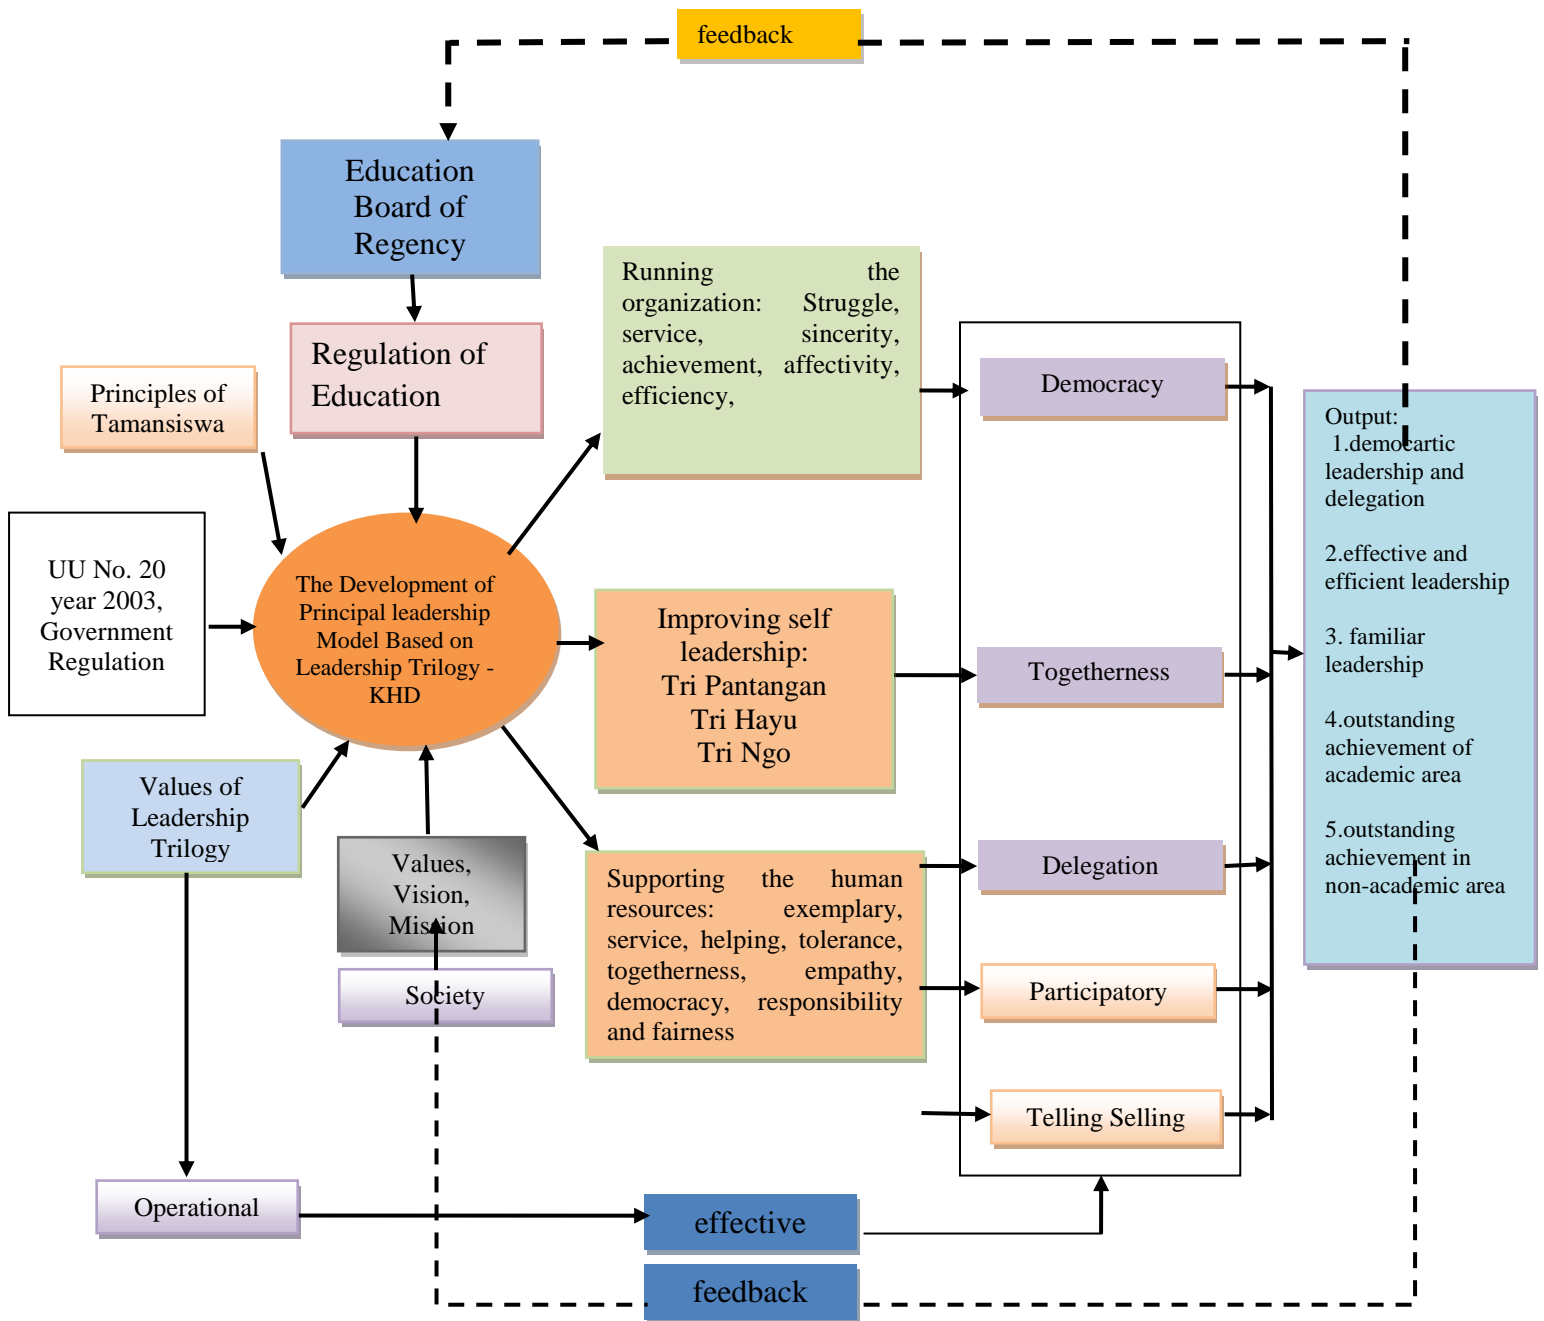 feedback
Education
Board of
Regency
Regulation of
Education
Principles of
Tamansiswa
UU No. 20
year 2003,
Government
Regulation
The Development of
Principal leadership
Model Based on
Leadership Trilogy -
KHD
Values of
Leadership
Trilogy
Values,
Vision,
Mission
Society
Operational
Running the
organization: Struggle,
service, sincerity,
achievement, affectivity,
efficiency,
Improving self
leadership:
Tri Pantangan
Tri Hayu
Tri Ngo
Supporting the human
resources: exemplary,
service, helping, tolerance,
togetherness, empathy,
democracy, responsibility
and fairness
Democracy
Togetherness
Delegation
Participatory
Telling Selling
Output:
1.democartic
leadership and
delegation
2.effective and
efficient leadership
3. familiar
leadership
4.outstanding
achievement of
academic area
5.outstanding
achievement in
non-academic area
effective
feedback